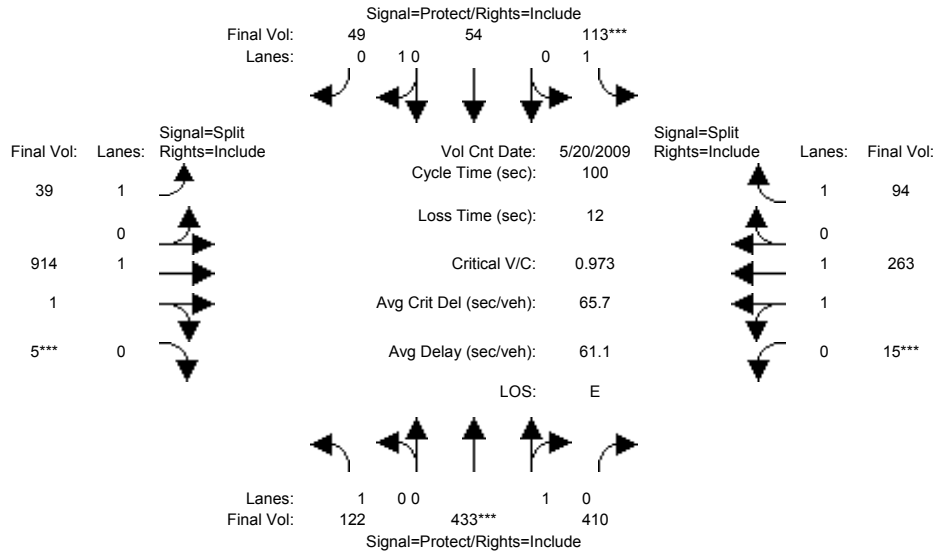 Signal=Protect/Rights=Include
Final Vol: 49 54 113***
Lanes: 0 1 0 0 1
Signal=Split Signal=Split
Final Vol: Lanes: Rights=Include Vol Cnt Date: 5/20/2009 Rights=Include Lanes: Final Vol:
Cycle Time (sec): 100
39 1 1 94
Loss Time (sec): 12
0 0
914 1 Critical V/C: 0.973 1 263
1 Avg Crit Del (sec/veh): 65.7 1
5*** 0 Avg Delay (sec/veh): 61.1 0 15***
LOS: E
Lanes: 1 0 0 1 0
Final Vol: 122 433*** 410
Signal=Protect/Rights=Include